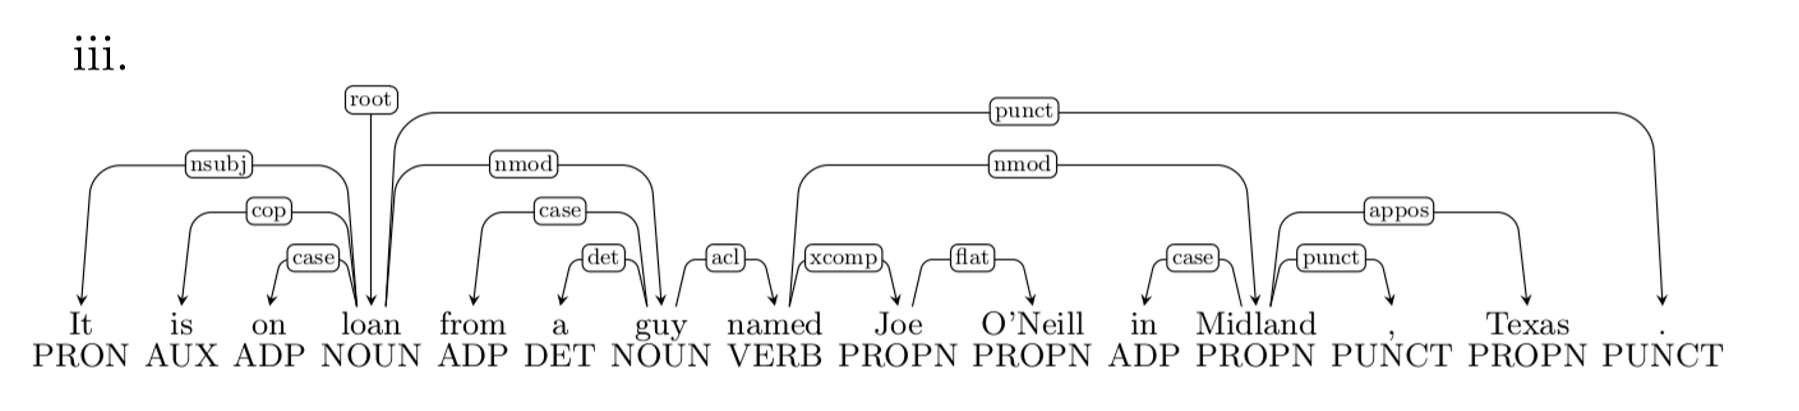 iii.
root
punct
nsubj nmod nmod
cop case appos
case det acl xcomp flat case punct
It is on loan from a guy named Joe O'Neill in Midland , Texas .
PRON AUX ADP NOUN ADP DET NOUN VERB PROPN PROPN ADP PROPN PUNCT PROPN PUNCT